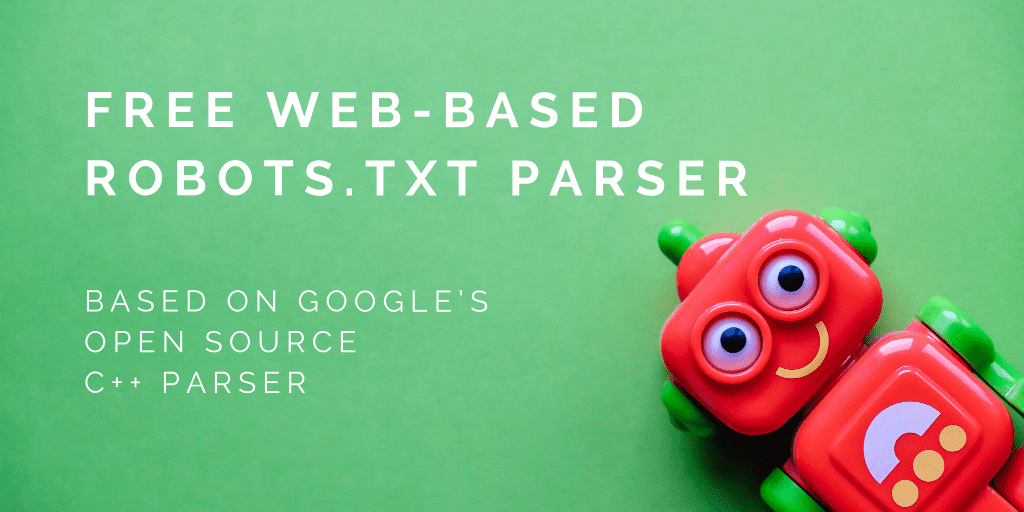 FREE WEB-BASED
ROBOTS.TXT PARSER
BASED ON GOOGLE'S
OPEN SOURCE
C++ PARSER